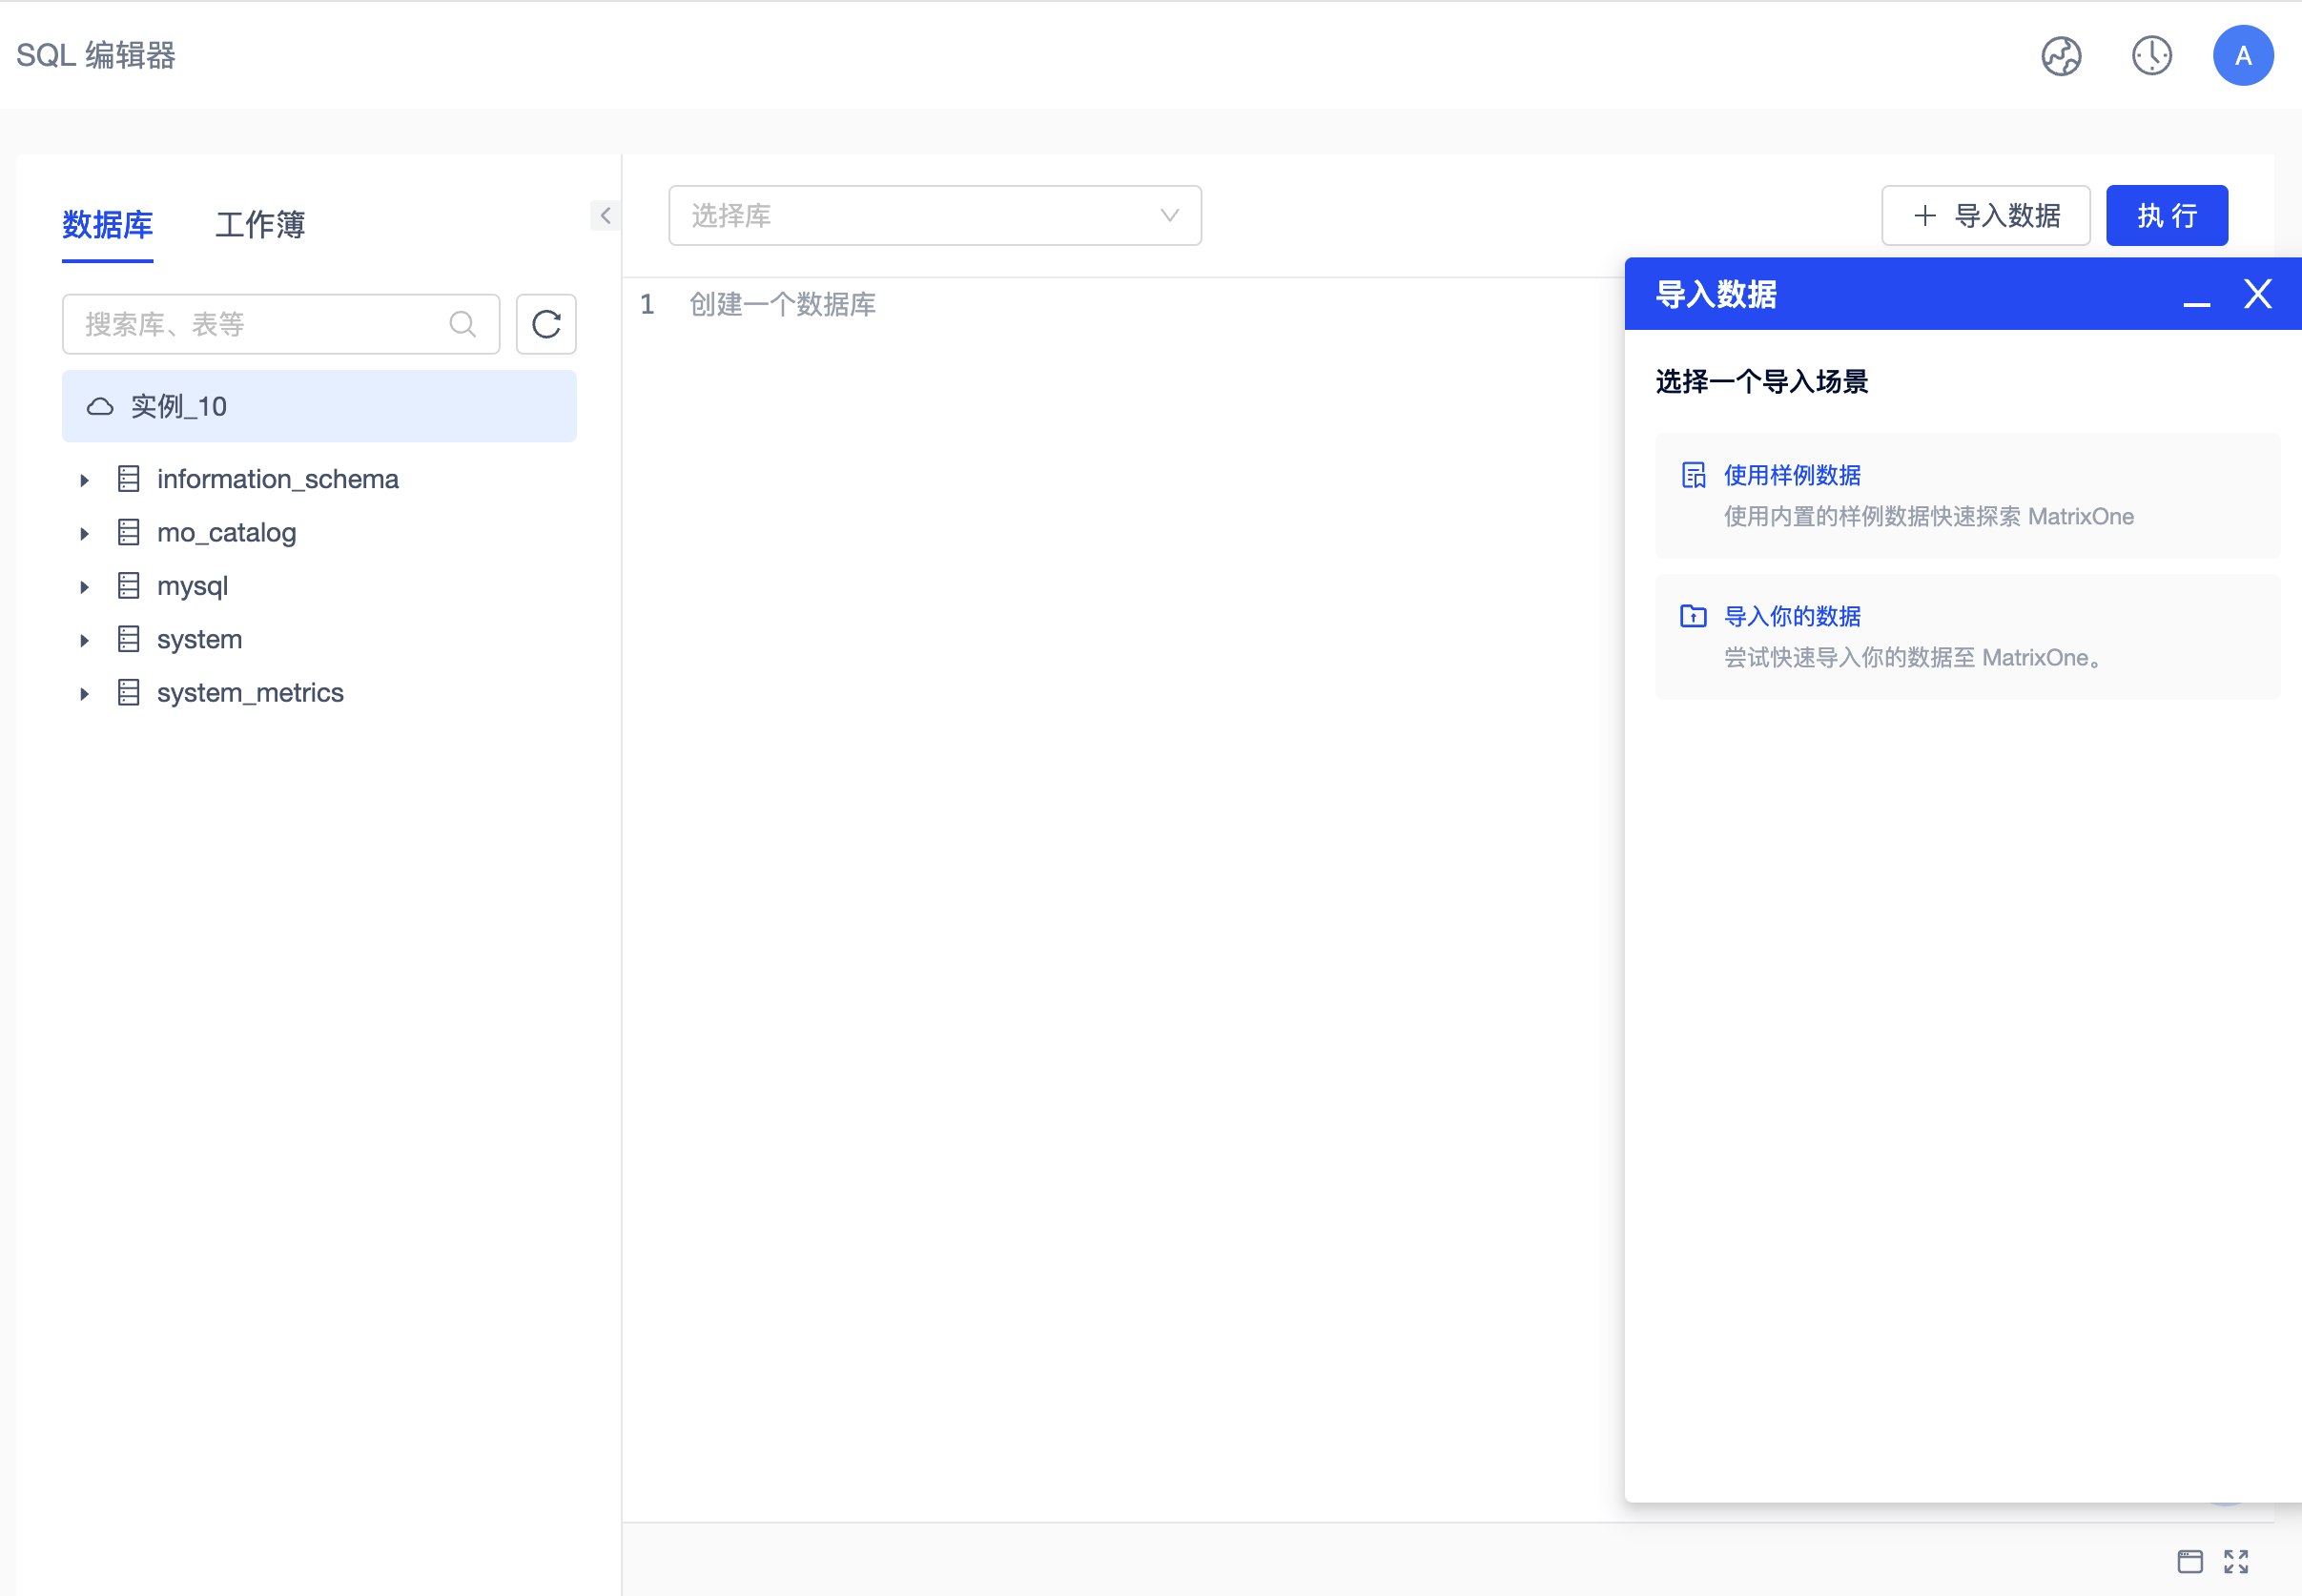 SQL 编辑器
A
数据库
工作簿
搜索库、表等
实例_10
information_schema
mo_catalog
mysql
system
system_metrics
选择库
导入数据
执 行
1 创建一个数据库
导入数据
选择一个导入场景
使用样例数据
使用内置的样例数据快速探索 MatrixOne
导入你的数据
尝试快速导入你的数据至 MatrixOne。